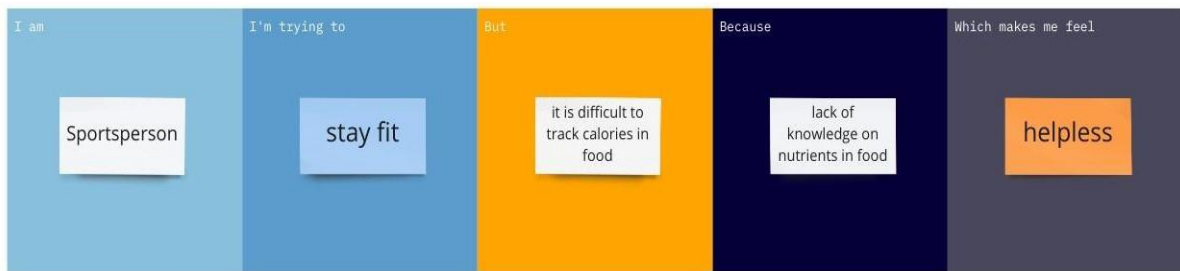 I am
Sportsperson
I'm trying to
stay fit
But
it is difficult to
track calories in
food
Because
lack of
knowledge on
nutrients in food
Which makes me feel
helpless